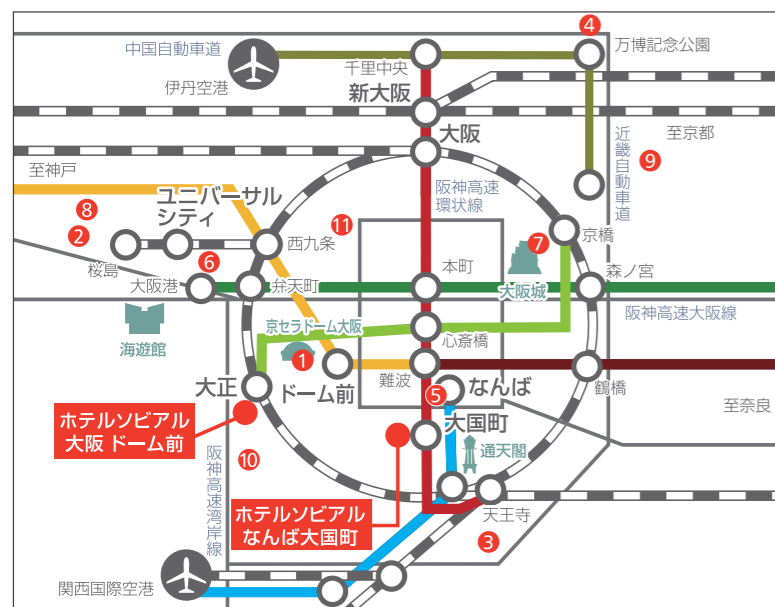 4
中国自動車道
万博記念公園
伊丹空港
千里中央
新大阪
大阪
至京都
近畿自動車道
9
至神戸
阪神高速
環状線
ユニバーサル
シティ
8
2
11
西九条
京橋
7
桜島
6
大阪港
弁天町
本町
大阪城
森ノ宮
阪神高速大阪線
京セラドーム大阪
心斎橋
海遊館
1
大正
ドーム前
難波
5
なんば
鶴橋
至奈良
ホテルソビアル
大阪 ドーム前
大国町
通天閣
阪神高速湾岸線
10
ホテルソビアル
なんば大国町
天王寺
3
関西国際空港